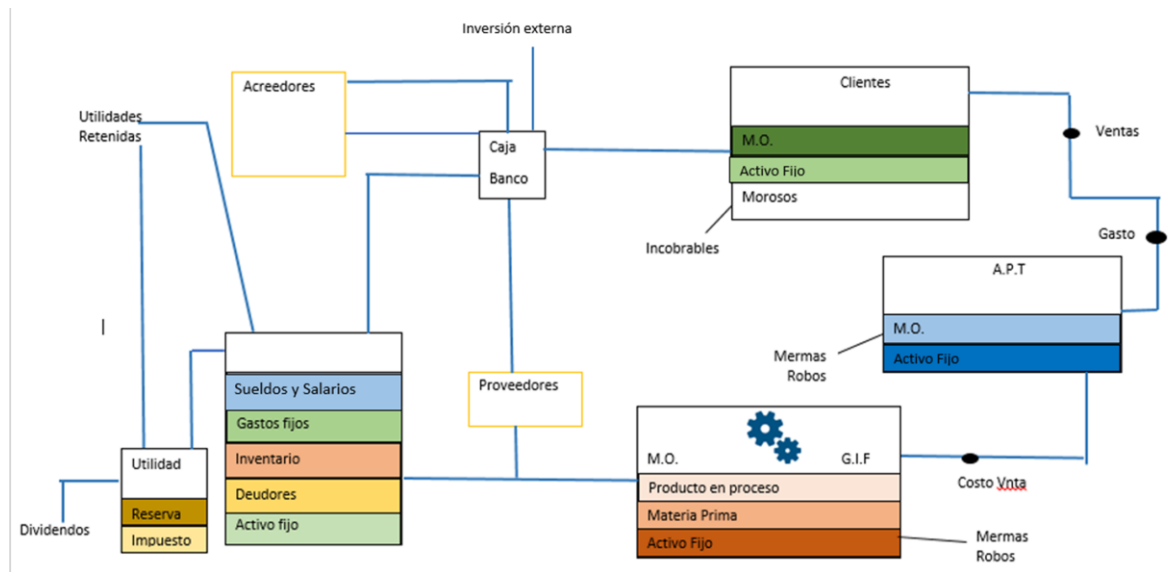 Inversión externa
Acreedores
Clientes
Utilidades
Retenidas
Caja
Banco
M.O.
Activo Fijo
Morosos
Ventas
Incobrables
Gasto
A.P.T
M.O.
Activo Fijo
Mermas
Robos
Sueldos y Salarios
Gastos fijos
Inventario
Deudores
Activo fijo
Proveedores
M.O.
G.I.F
Producto en proceso
Materia Prima
Activo Fijo
Costo Vnta
Mermas
Robos
Utilidad
Reserva
Impuesto
Dividendos